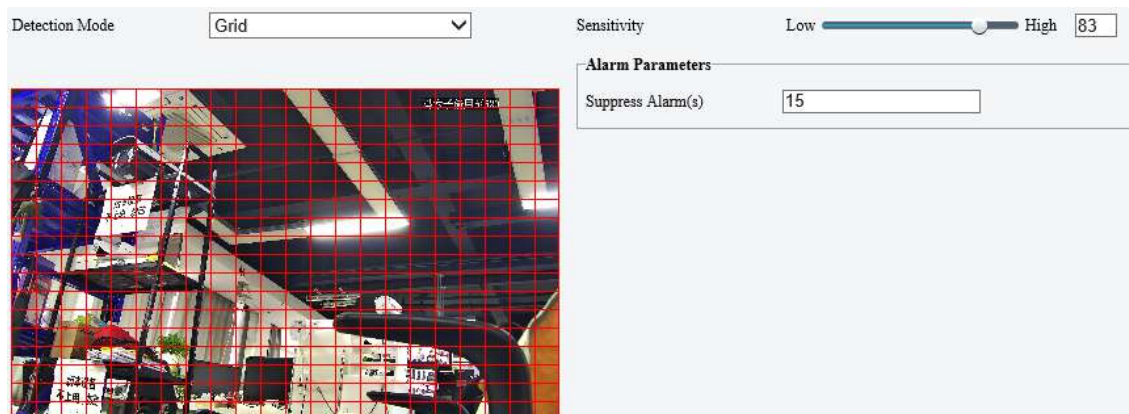 Detection Mode
Grid
Sensitivity
Low
High
83
Alarm Parameters
Suppress Alarm(s)
15